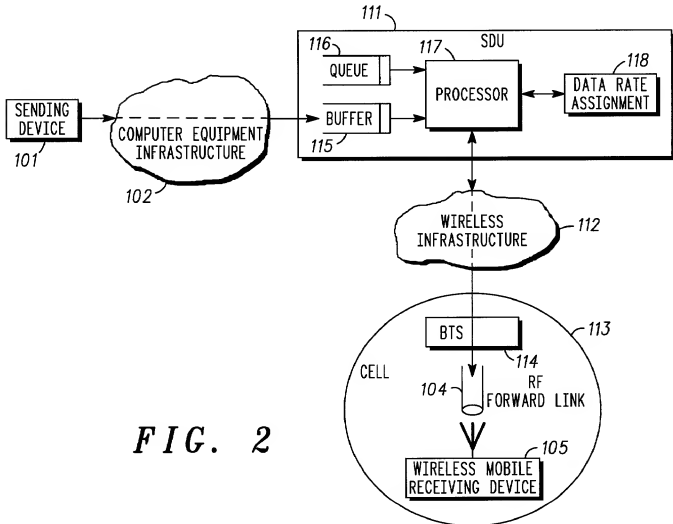 111
SDU
116
QUEUE
117
PROCESSOR
118
DATA RATE
ASSIGNMENT
SENDING
DEVICE
101
COMPUTER EQUIPMENT
INFRASTRUCTURE
102
BUFFER
115
WIRELESS
INFRASTRUCTURE
112
113
BTS
114
CELL
104
RF
FORWARD LINK
105
WIRELESS MOBILE
RECEIVING DEVICE
FIG. 2